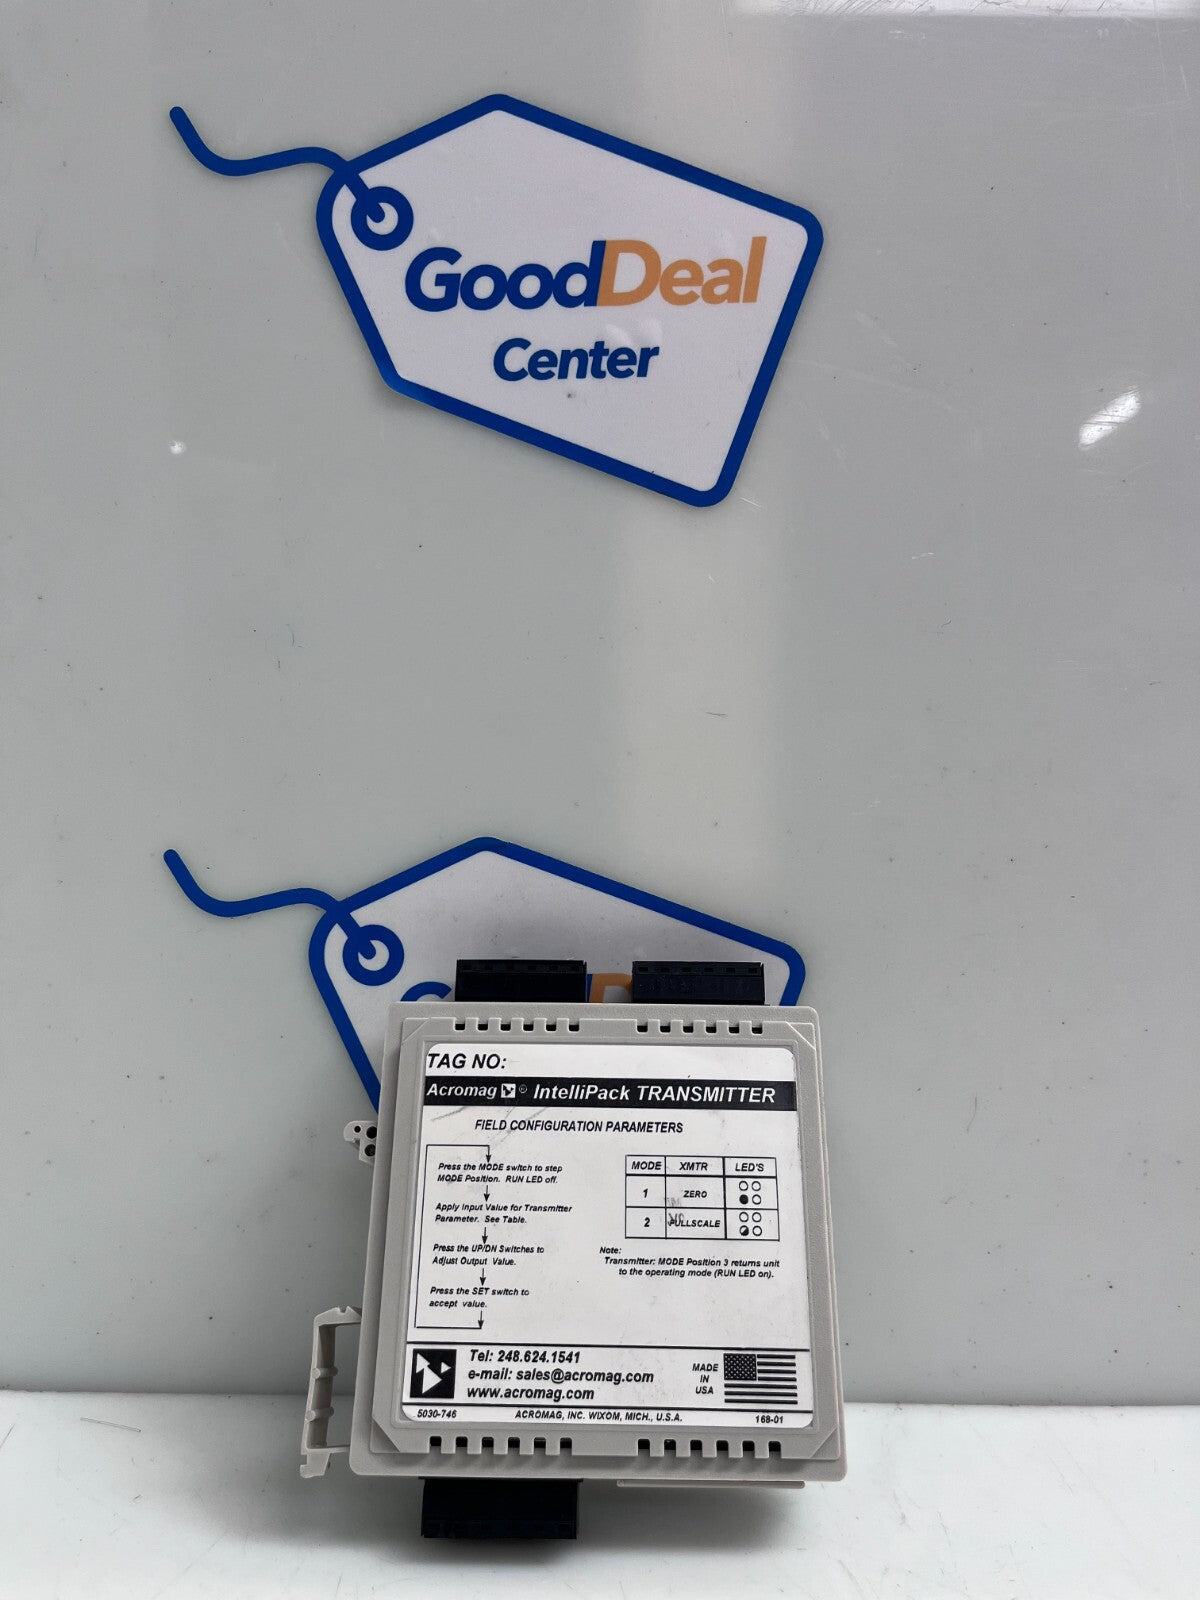 GoodDeal
Center
TAG NO:
Acromag © IntelliPack TRANSMITTER
FIELD CONFIGURATION PARAMETERS
Press the MODE switch to step
MODE Position. RUN LED off.
Apply Input Value for Transmitter
Parameter. See Table.
Press the UP/DN Switches to
Adjust Output Value.
Press the SET switch to
accept value.
MODE XMTR LED'S
1 ZERO
2 FULLSCALE
Note:
Transmitter: MODE Position 3 returns unit
to the operating mode (RUN LED on).
Tel: 248.624.1541
e-mail: sales@acromag.com
www.acromag.com
MADE
IN
USA
5030-746 ACROMAG, INC. WIXOM, MICH., U.S.A. 168-01